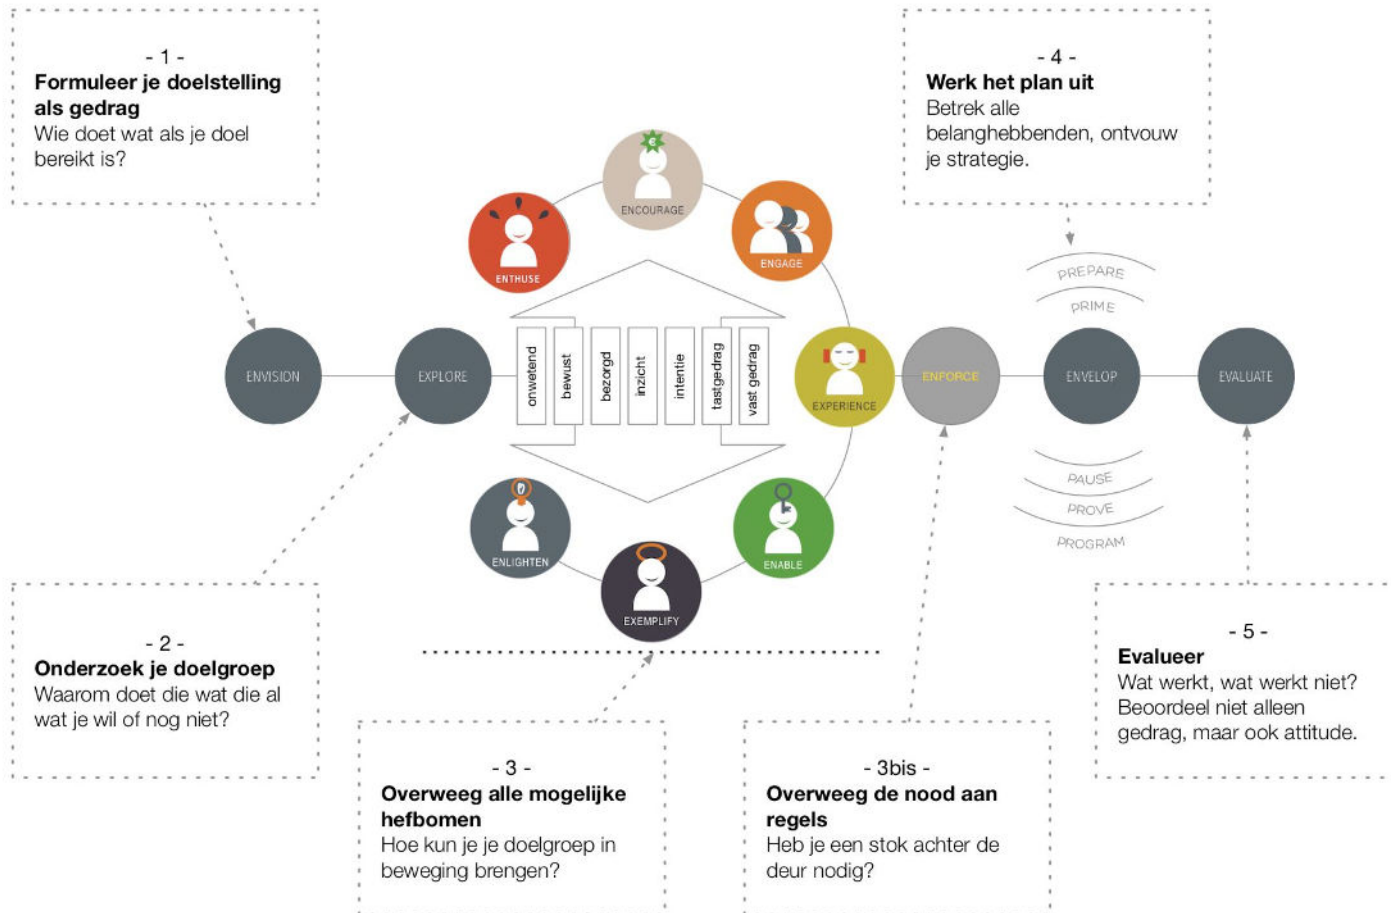 - 1 -
Formuleer je doelstelling
als gedrag
Wie doet wat als je doel
bereikt is?
- 4 -
Werk het plan uit
Betrek alle
belanghebbenden, ontvouw
je strategie.
€
ENCOURAGE
ENTHUSE
ENGAGE
PREPARE
PRIME
ENVISION
EXPLORE
onwetend
bewust
bezorgd
inzicht
intentie
tastgedrag
vast gedrag
EXPERIENCE
ENFORCE
ENVELOP
EVALUATE
PAUSE
PROVE
PROGRAM
ENLIGHTEN
EXEMPLIFY
ENABLE
- 2 -
Onderzoek je doelgroep
Waarom doet die wat die al
wat je wil of nog niet?
- 3 -
Overweeg alle mogelijke
hefbomen
Hoe kun je je doelgroep in
beweging brengen?
- 3bis -
Overweeg de nood aan
regels
Heb je een stok achter de
deur nodig?
- 5 -
Evalueer
Wat werkt, wat werkt niet?
Beoordeel niet alleen
gedrag, maar ook attitude.